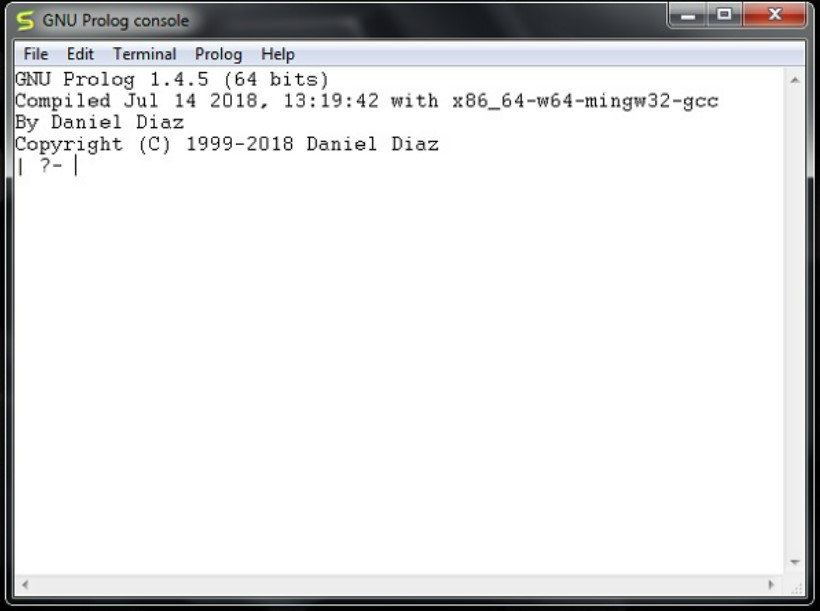 GNU Prolog console
File Edit Terminal Prolog Help
GNU Prolog 1.4.5 (64 bits)
Compiled Jul 14 2018, 13:19:42 with x86_64-w64-mingw32-gcc
By Daniel Diaz
Copyright (C) 1999-2018 Daniel Diaz
| ?-